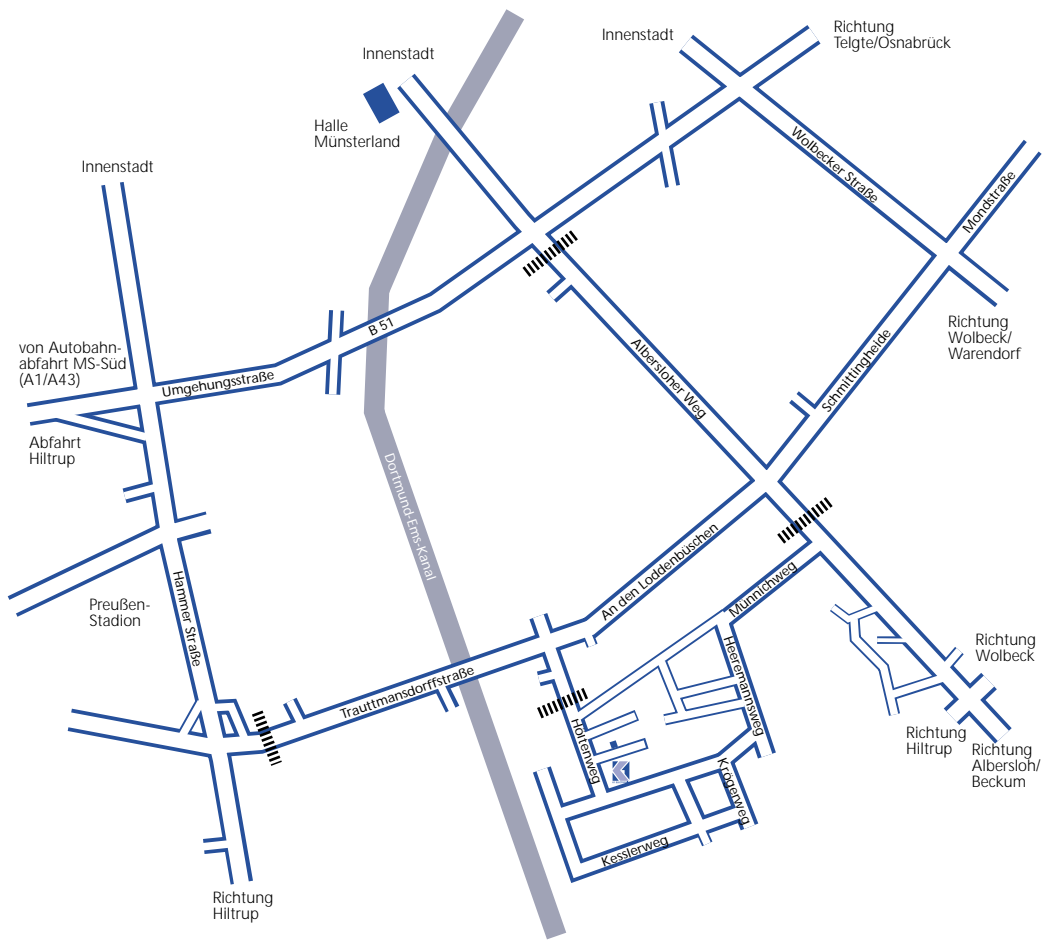 Innenstadt
Richtung
Telgte/Osnabrück
Innenstadt
Halle
Münsterland
Wolbecker Straße
Innenstadt
Mondstraße
B 51
Richtung
Wolbeck/
Warendorf
von Autobahn-
abfahrt MS-Süd
(A1/A43)
Umgehungsstraße
Albersloher Weg
Schmittingheide
Abfahrt
Hiltrup
Dortmund-Ems-Kanal
An den Loddenbüschen
Münnichweg
Preußen-
Stadion
Hammer Straße
Heeremannsweg
Richtung
Wolbeck
Trauttmansdorffstraße
Höltenweg
Richtung
Hiltrup
Richtung
Albersloh/
Beckum
Krögerweg
Kesslerweg
Richtung
Hiltrup